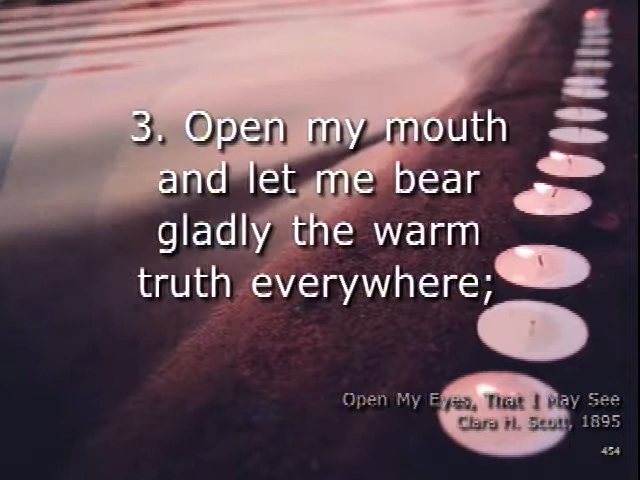 3. Open my mouth
and let me bear
gladly the warm
truth everywhere;
Open My Eyes, That I May See
Clara H. Scott, 1895
454